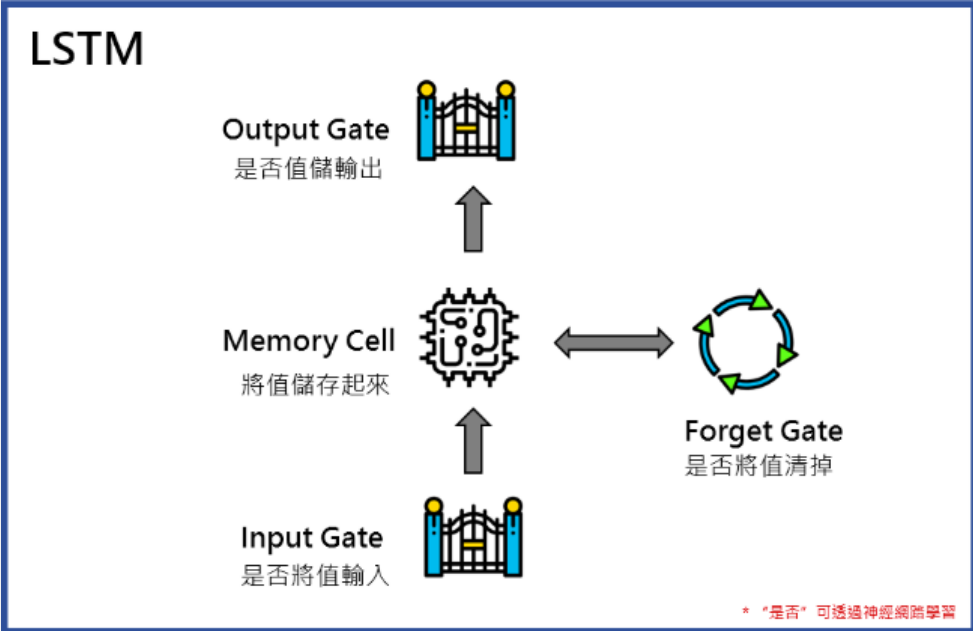 LSTM
Output Gate
是否值儲輸出
Memory Cell
將值儲存起來
Forget Gate
是否將值清掉
Input Gate
是否將值輸入
* “是否”可透過神經網路學習